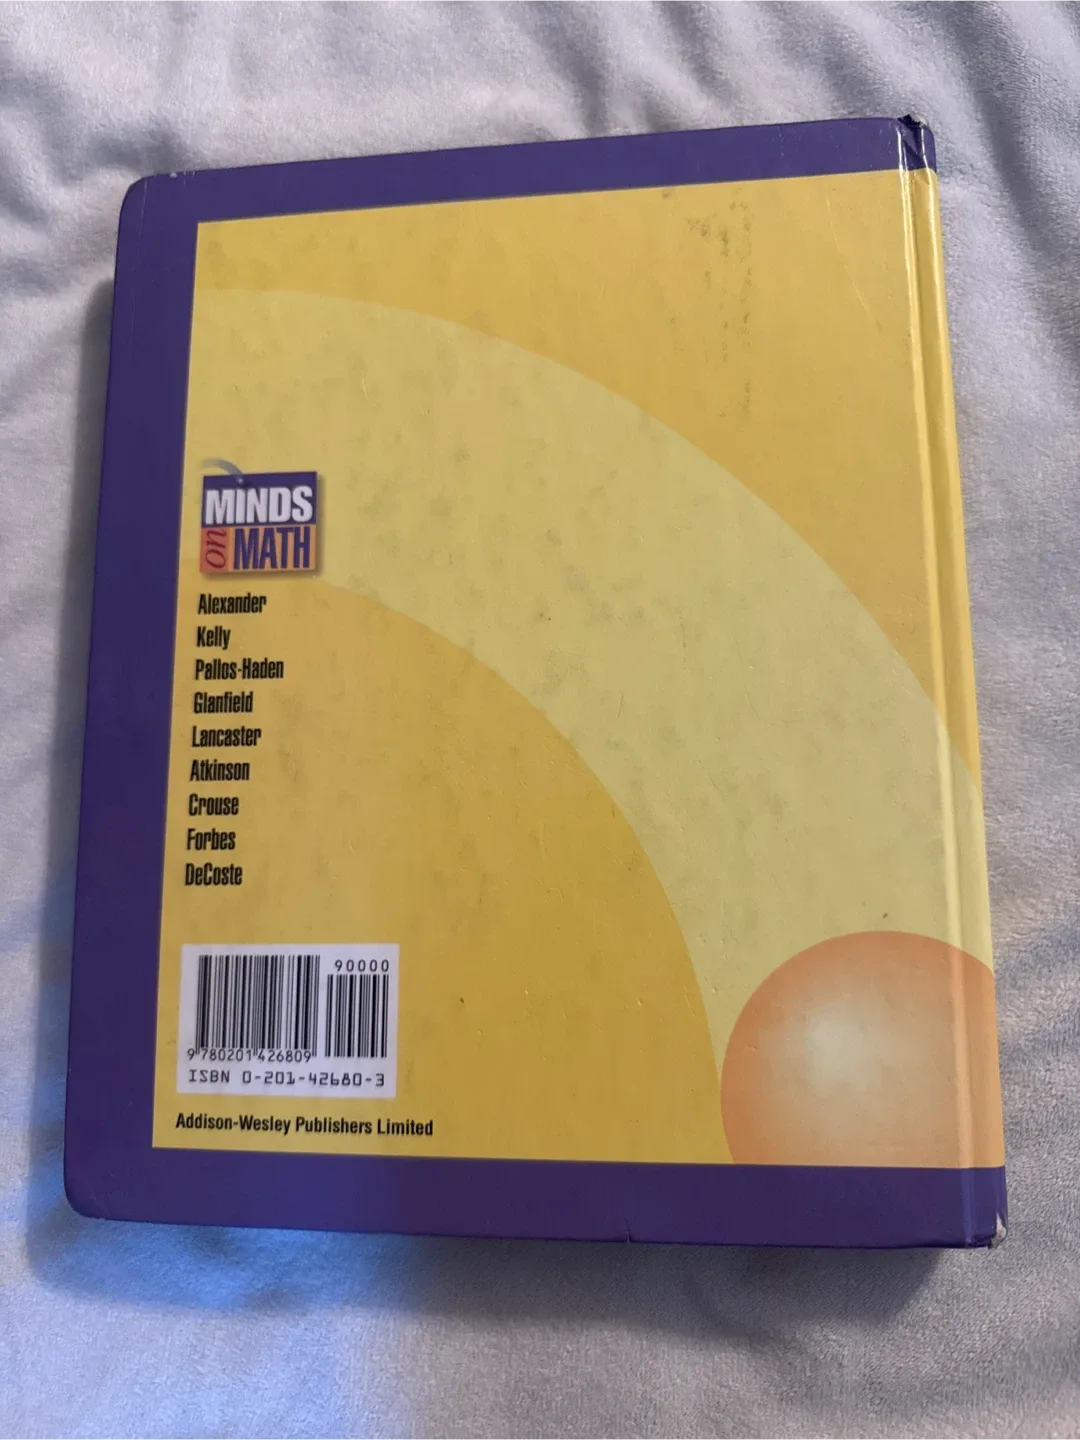 MINDS
on MATH
Alexander
Kelly
Pallos-Haden
Glanfield
Lancaster
Atkinson
Crouse
Forbes
DeCoste
90000
9 780201 426809
ISBN 0-201-42680-3
Addison-Wesley Publishers Limited